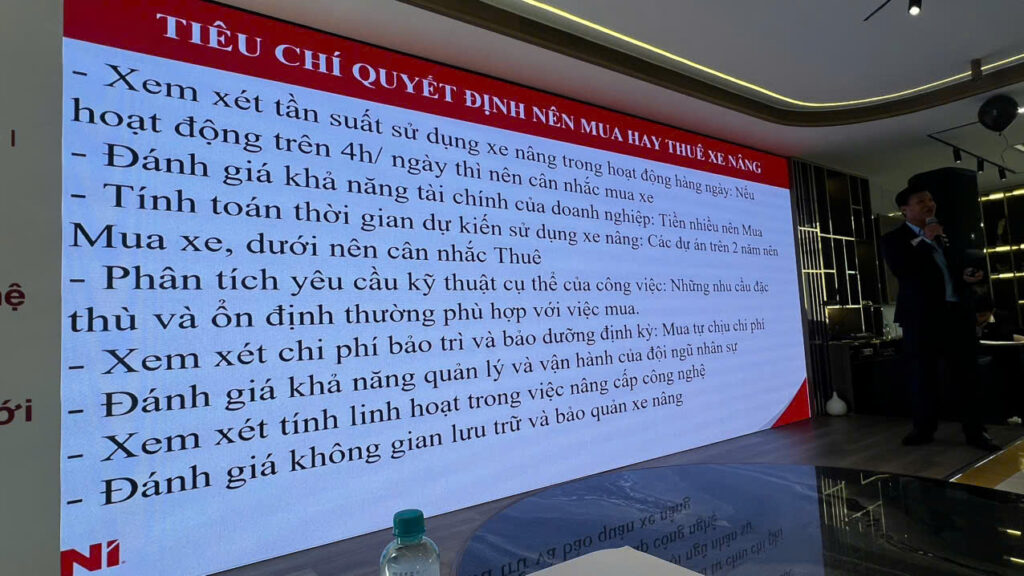 TIÊU CHÍ QUYẾT ĐỊNH NÊN MUA HAY THUÊ XE NÂNG
- Xem xét tần suất sử dụng xe nâng trong hoạt động hàng ngày: Nếu
hoạt động trên 4h/ ngày thì nên cân nhắc mua xe
- Đánh giá khả năng tài chính của doanh nghiệp: Tiền nhiều nên Mua
- Tính toán thời gian dự kiến sử dụng xe nâng: Các dự án trên 2 năm nên
Mua xe, dưới nên cân nhắc Thuê
- Phân tích yêu cầu kỹ thuật cụ thể của công việc: Những nhu cầu đặc
thù và ổn định thường phù hợp với việc mua.
- Xem xét chi phí bảo trì và bảo dưỡng định kỳ: Mua tự chịu chi phí
- Đánh giá khả năng quản lý và vận hành của đội ngũ nhân sự
- Xem xét tính linh hoạt trong việc nâng cấp công nghệ
- Đánh giá không gian lưu trữ và bảo quản xe nâng